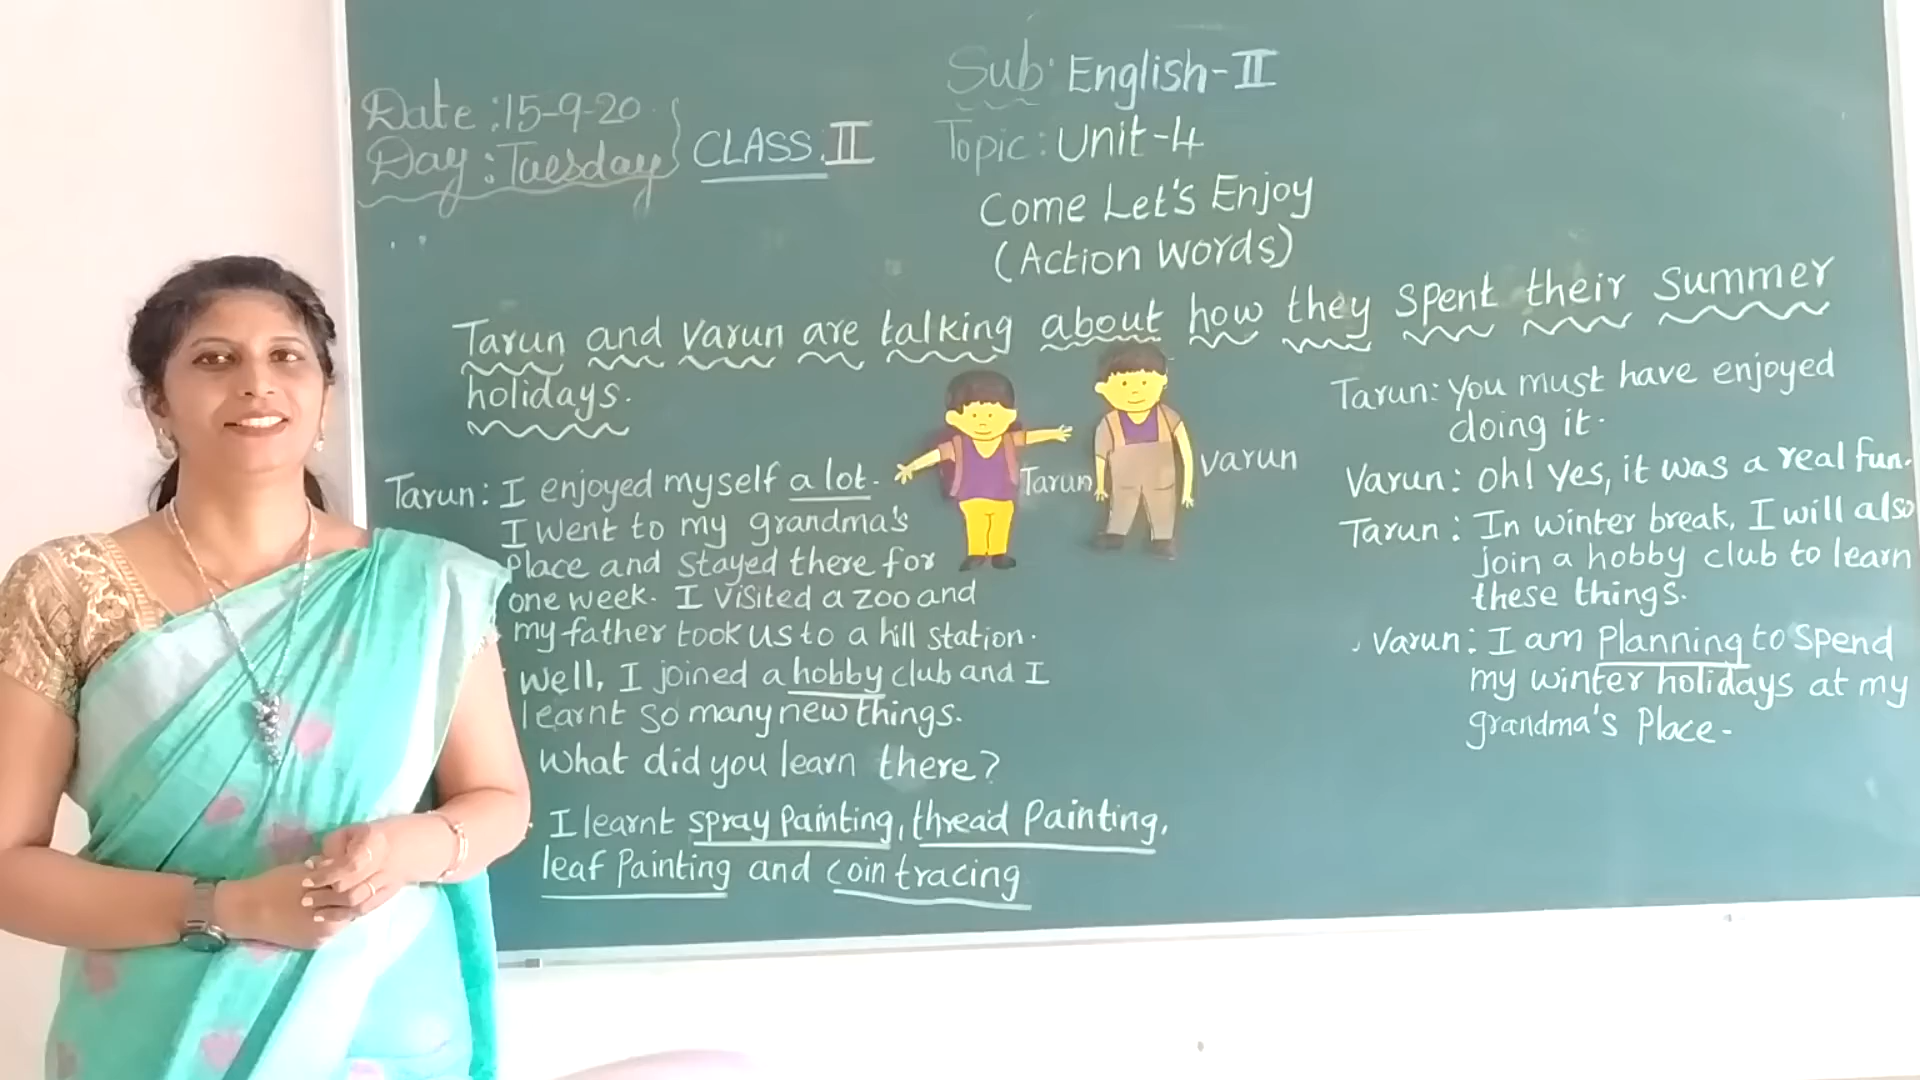 Date : 15-9-20
Day : Tuesday
CLASS : II
Sub : English - II
Topic : Unit - 4
Come Let's Enjoy
(Action words)
Tarun and varun are talking about how they spent their summer
holidays.
Tarun
varun
Tarun : I enjoyed myself a lot.
I went to my grandma's
place and stayed there for
one week. I visited a zoo and
my father took us to a hill station.
Well, I joined a hobby club and I
learnt so many new things.
What did you learn there?
I learnt spray painting, thread painting,
leaf painting and coin tracing
Tarun : You must have enjoyed
doing it.
Varun : Oh! Yes, it was a real fun.
Tarun : In winter break, I will also
join a hobby club to learn
these things.
Varun : I am planning to spend
my winter holidays at my
grandma's place.